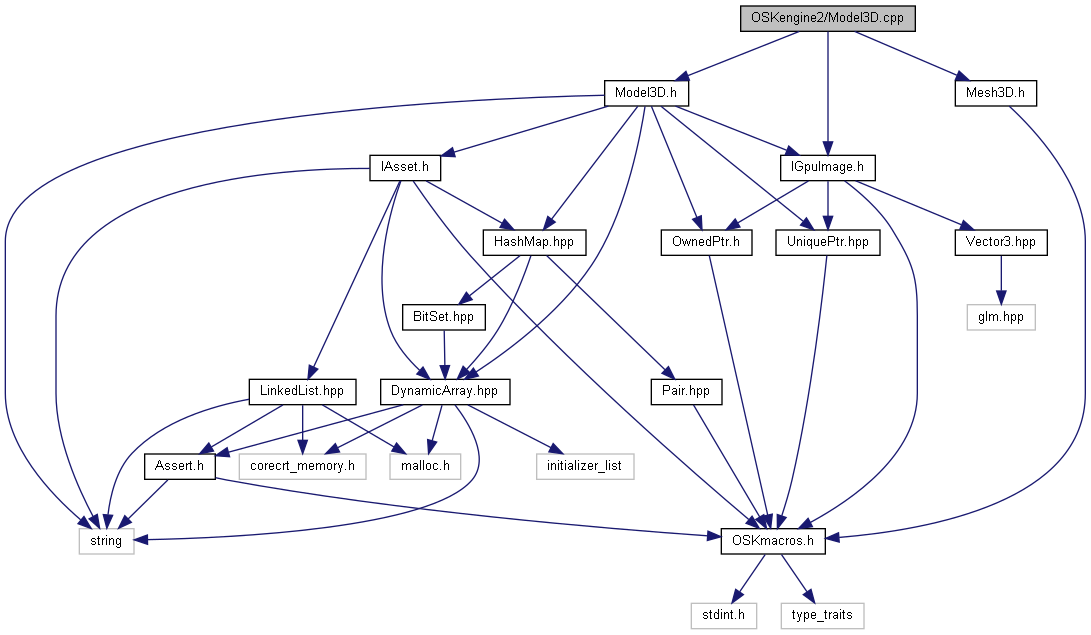 OSKengine2/Model3D.cpp
Model3D.h
Mesh3D.h
IAsset.h
IGpuImage.h
HashMap.hpp
OwnedPtr.h
UniquePtr.hpp
Vector3.hpp
BitSet.hpp
glm.hpp
LinkedList.hpp
DynamicArray.hpp
Pair.hpp
Assert.h
corecrt_memory.h
malloc.h
initializer_list
string
OSKmacros.h
stdint.h
type_traits